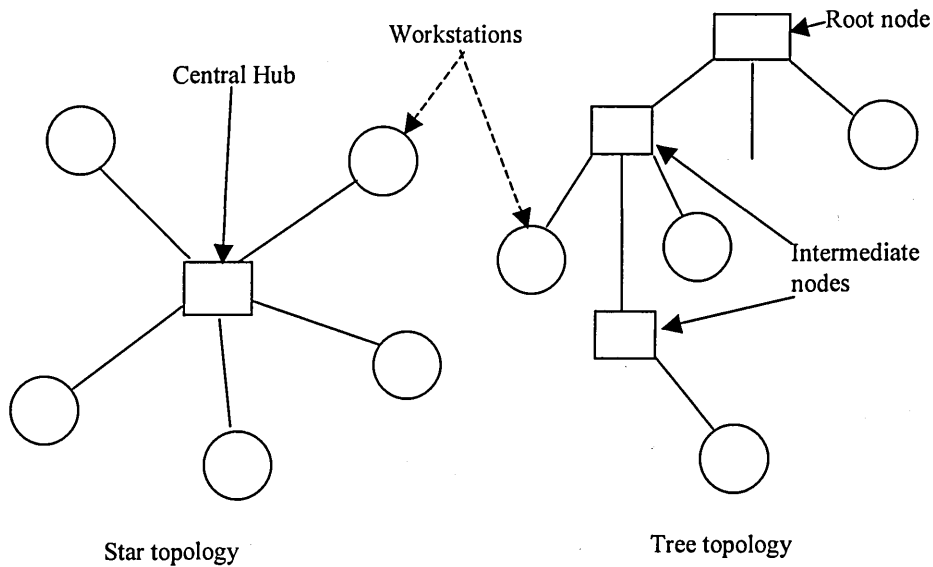 Root node
Workstations
Central Hub
Intermediate
nodes
Star topology
Tree topology